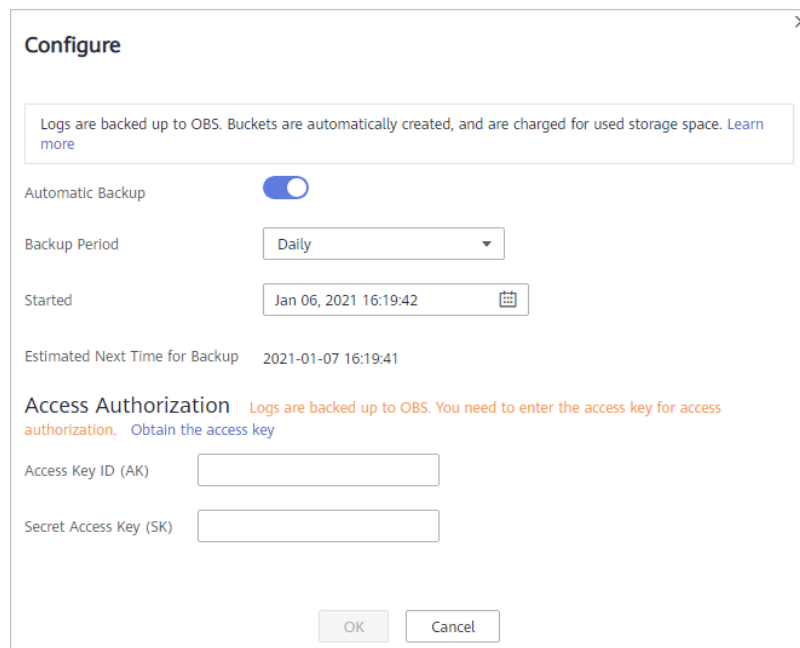 Configure
Logs are backed up to OBS. Buckets are automatically created, and are charged for used storage space. Learn
more
Automatic Backup
Backup Period Daily
Started Jan 06, 2021 16:19:42
Estimated Next Time for Backup 2021-01-07 16:19:41
Access Authorization Logs are backed up to OBS. You need to enter the access key for access
authorization. Obtain the access key
Access Key ID (AK)
Secret Access Key (SK)
OK Cancel